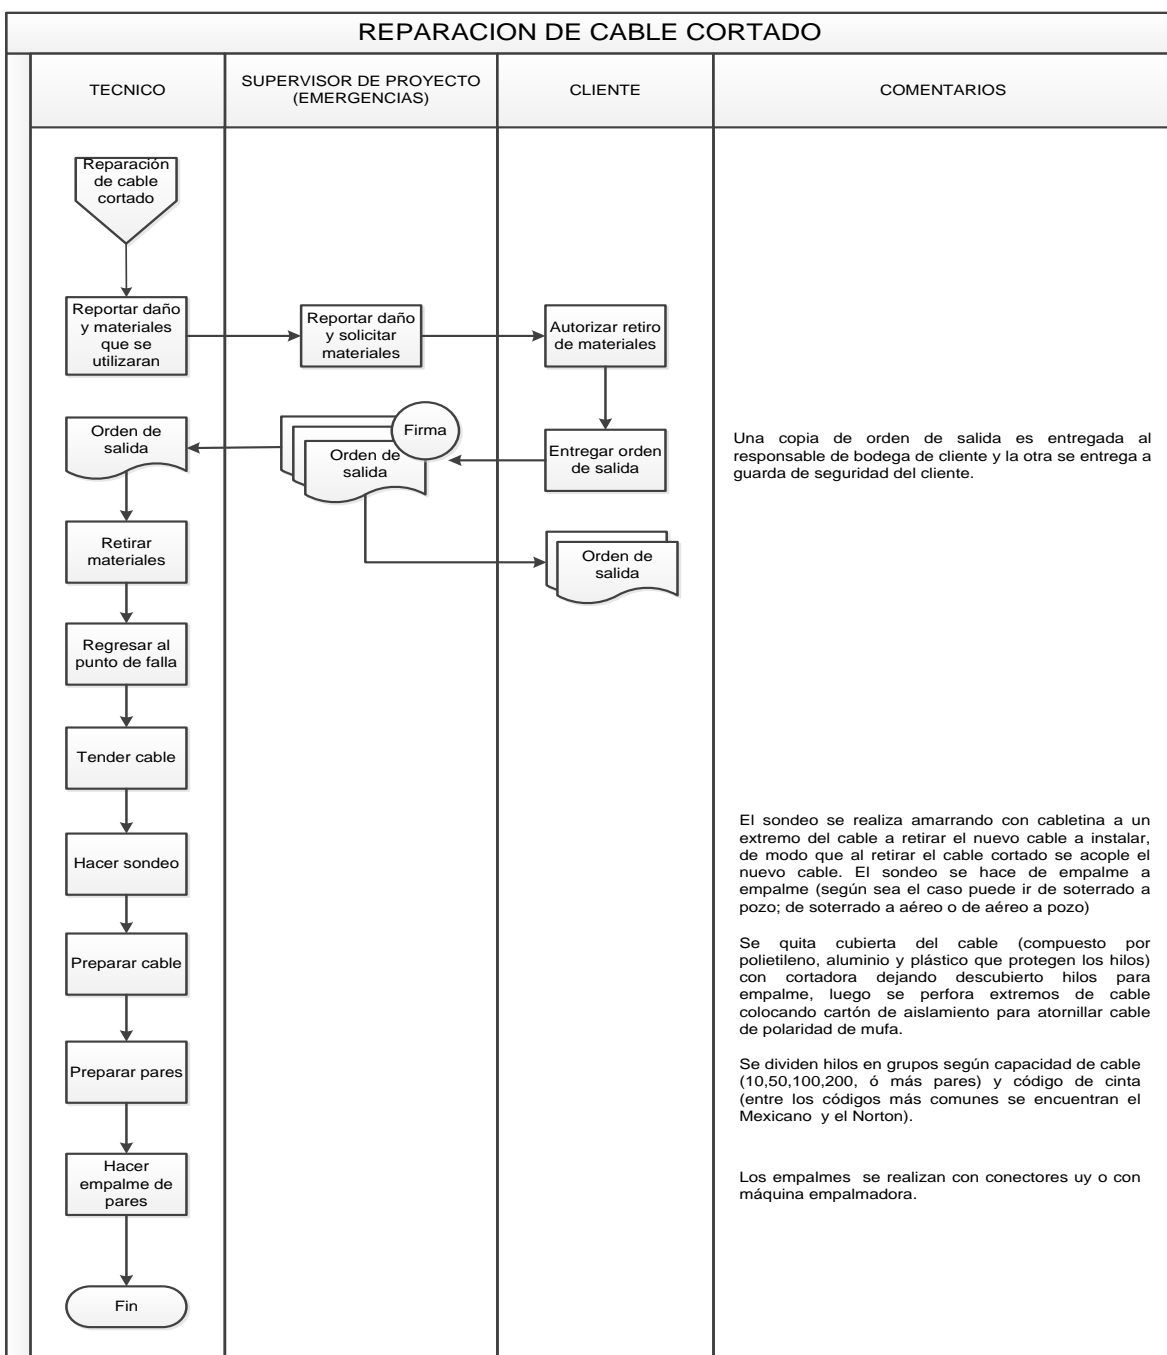 REPARACION DE CABLE CORTADO
TECNICO
SUPERVISOR DE PROYECTO
(EMERGENCIAS)
CLIENTE
COMENTARIOS
Reparación
de cable
cortado
Reportar daño
y materiales
que se
utilizaran
Reportar daño
y solicitar
materiales
Autorizar retiro
de materiales
Orden de
salida
Firma
Orden de
salida
Entregar orden
de salida
Una copia de orden de salida es entregada al
responsable de bodega de cliente y la otra se entrega a
guarda de seguridad del cliente.
Retirar
materiales
Orden de
salida
Regresar al
punto de falla
Tender cable
Hacer sondeo
El sondeo se realiza amarrando con cabletina a un
extremo del cable a retirar el nuevo cable a instalar,
de modo que al retirar el cable cortado se acople el
nuevo cable. El sondeo se hace de empalme a
empalme (según sea el caso puede ir de soterrado a
pozo; de soterrado a aéreo o de aéreo a pozo)
Preparar cable
Se quita cubierta del cable (compuesto por
polietileno, aluminio y plástico que protegen los hilos)
con cortadora dejando descubierto hilos para
empalme, luego se perfora extremos de cable
colocando cartón de aislamiento para atornillar cable
de polaridad de mufa.
Preparar pares
Se dividen hilos en grupos según capacidad de cable
(10,50,100,200, ó más pares) y código de cinta
(entre los códigos más comunes se encuentran el
Mexicano y el Norton).
Hacer
empalme de
pares
Los empalmes se realizan con conectores uy o con
máquina empalmadora.
Fin